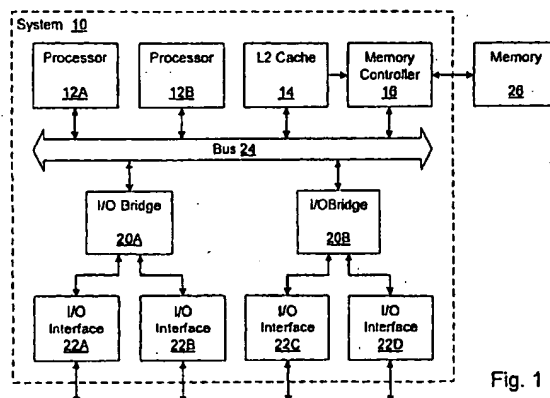 System 10
Processor
12A
Processor
12B
L2 Cache
14
Memory
Controller
16
Memory
26
Bus 24
I/O Bridge
20A
I/OBridge
20B
I/O
Interface
22A
I/O
Interface
22B
I/O
Interface
22C
I/O
Interface
22D
Fig. 1